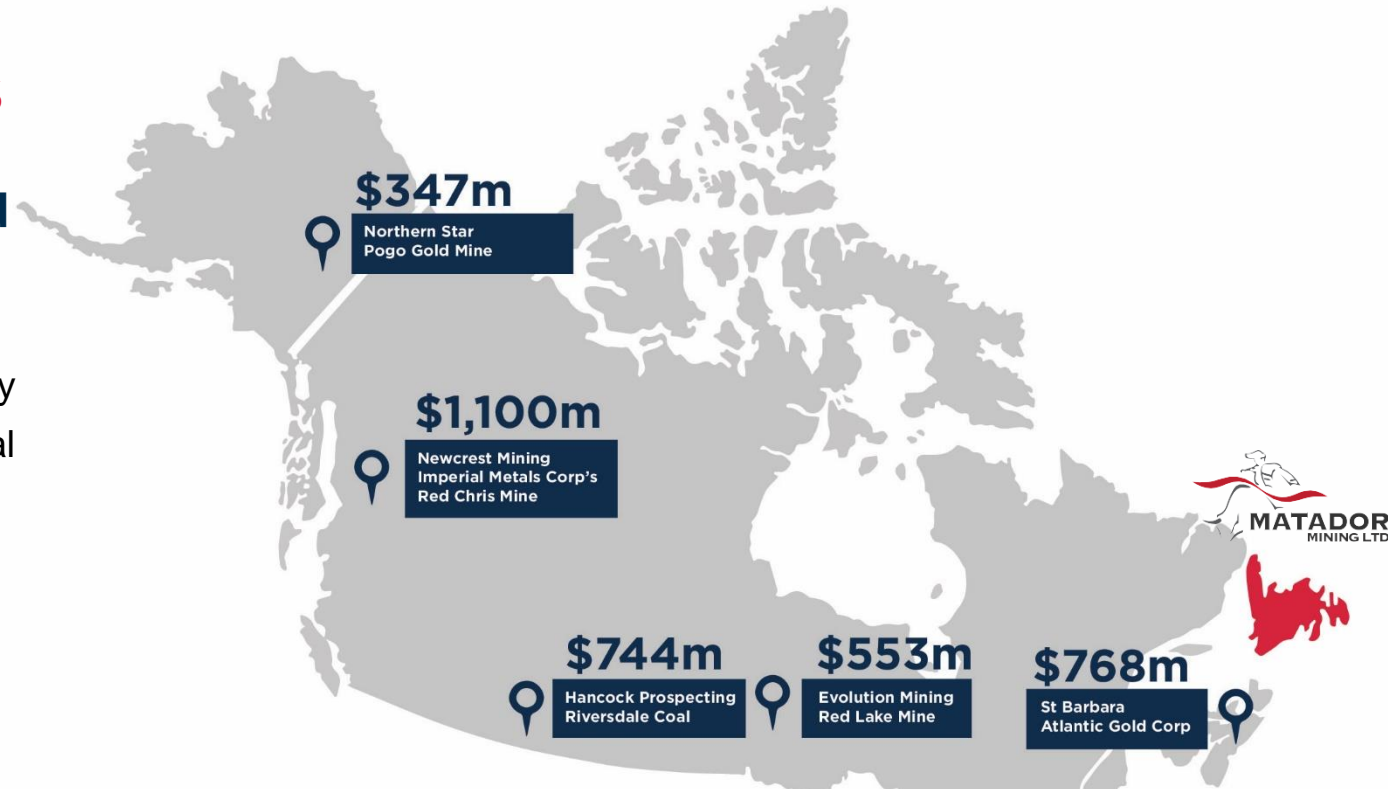 $347m
Northern Star
Pogo Gold Mine
$1,100m
Newcrest Mining
Imperial Metals Corp's
Red Chris Mine
MATADOR
MINING LTD
$744m
Hancock Prospecting
Riversdale Coal
$553m
Evolution Mining
Red Lake Mine
$768m
St Barbara
Atlantic Gold Corp